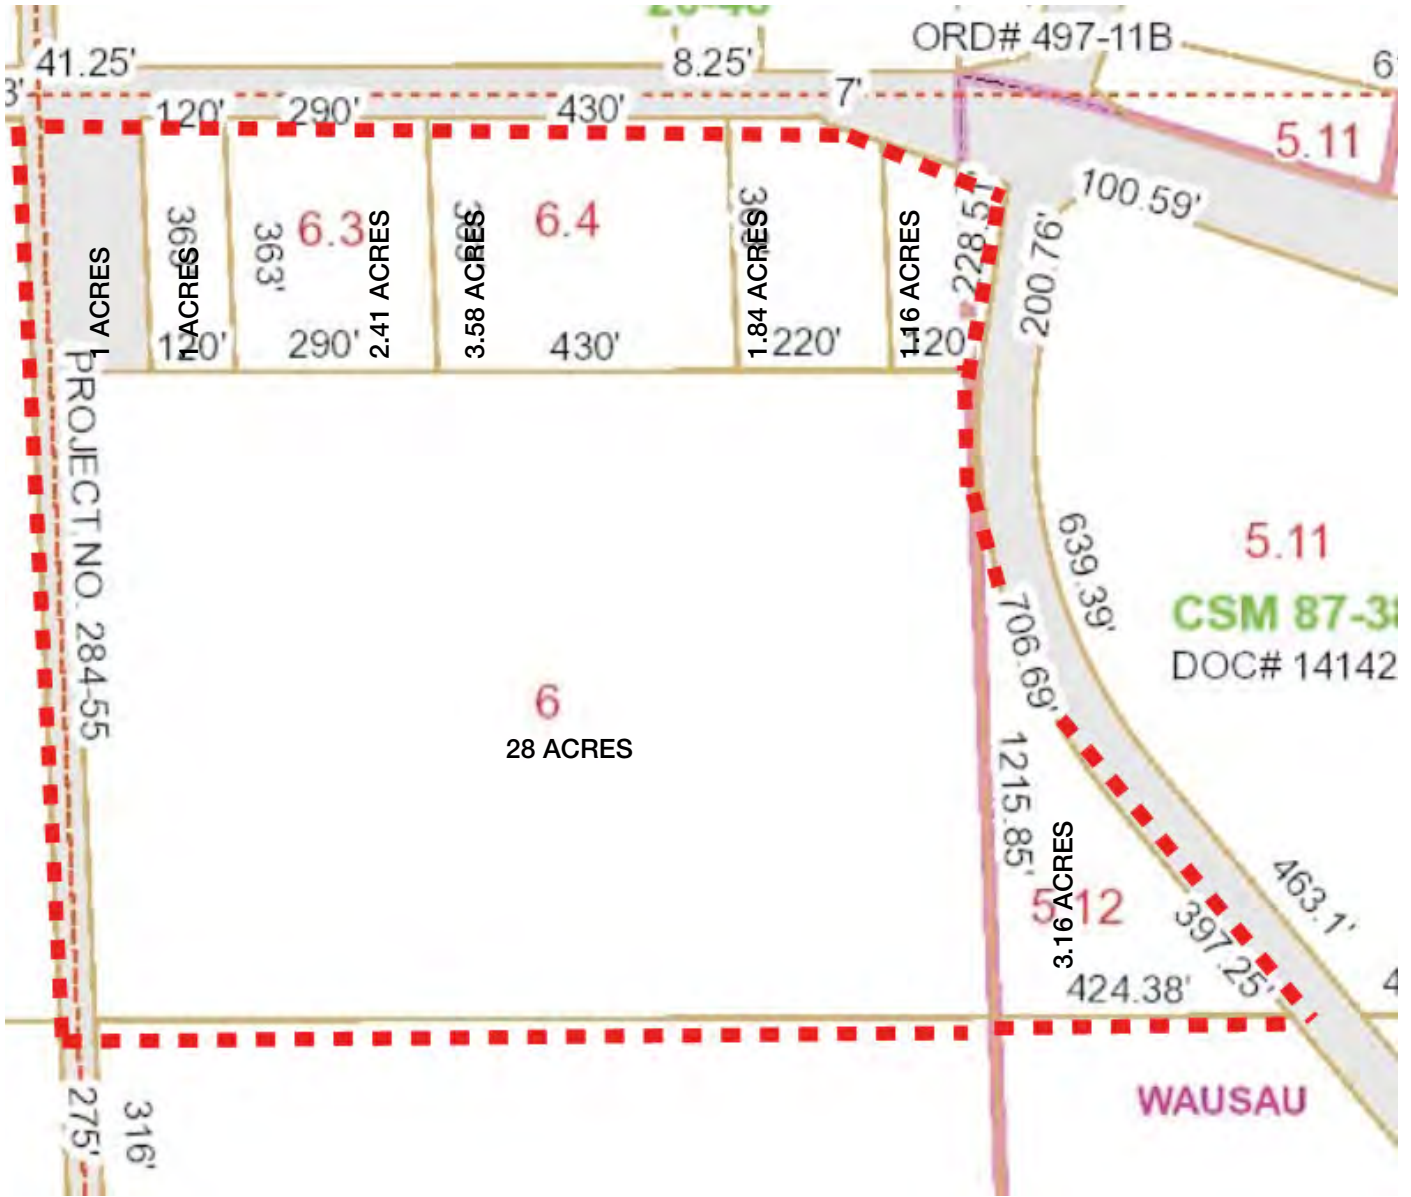 ORD# 497-11B
41.25'
8.25'
7'
120'
290'
430'
5.11
100.59'
228.51'
200.76'
363'
6.3
6.4
1 ACRES
1 ACRES
2.41 ACRES
3.58 ACRES
1.84 ACRES
1.16 ACRES
120'
290'
430'
220'
120'
PROJECT NO. 284-55
639.39'
5.11
CSM 87-38
DOC# 14142
706.69'
6
28 ACRES
1215.85'
3.16 ACRES
5.12
463.1'
397.25'
424.38'
WAUSAU
275'
316'